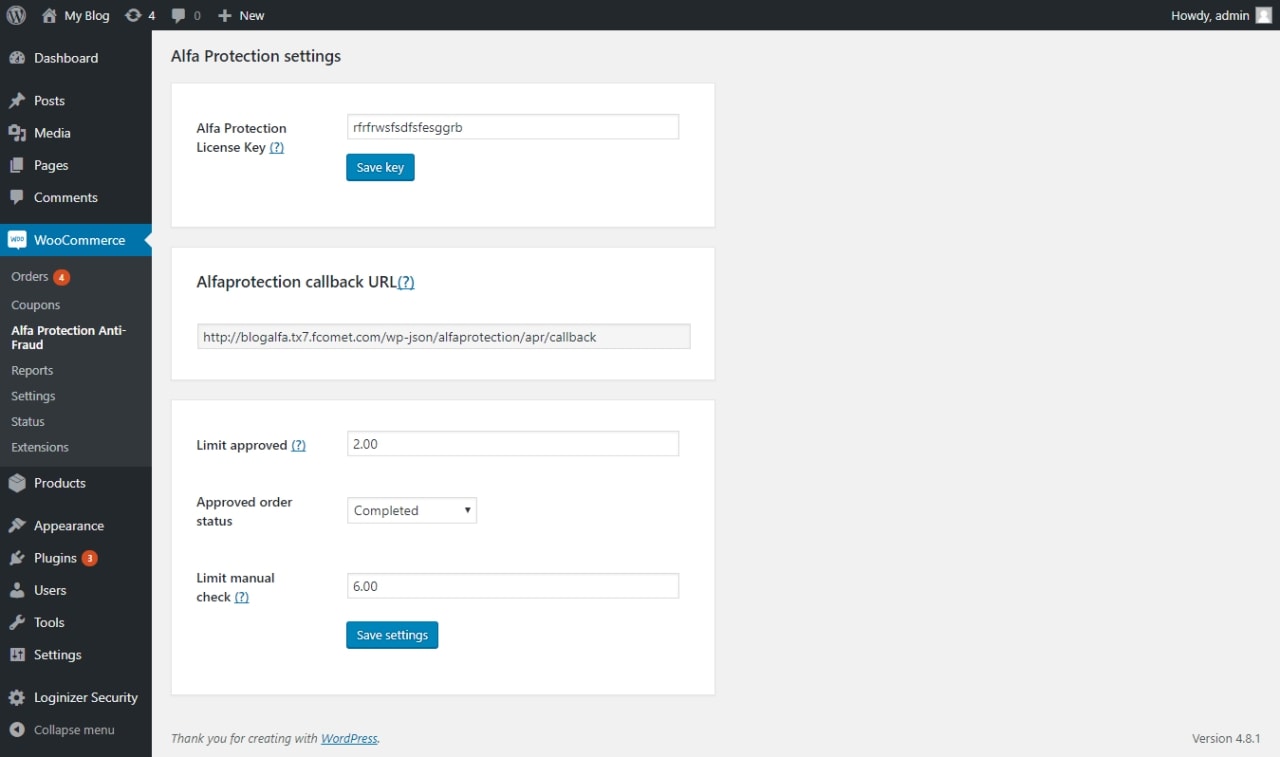 My Blog 4 0 New Howdy, admin
Dashboard
Posts
Media
Pages
Comments
WOO WooCommerce
Orders 4
Coupons
Alfa Protection Anti-
Fraud
Reports
Settings
Status
Extensions
Products
Appearance
Plugins 3
Users
Tools
Settings
Loginizer Security
Collapse menu
Alfa Protection settings
Alfa Protection
License Key (?)
rfrfrwsfsdfsfesggrb
Save key
Alfaprotection callback URL(?)
http://blogalfa.tx7.fcomet.com/wp-json/alfaprotection/apr/callback
Limit approved (?)
2.00
Approved order
status
Completed
Limit manual
check (?)
6.00
Save settings
Thank you for creating with WordPress.
Version 4.8.1